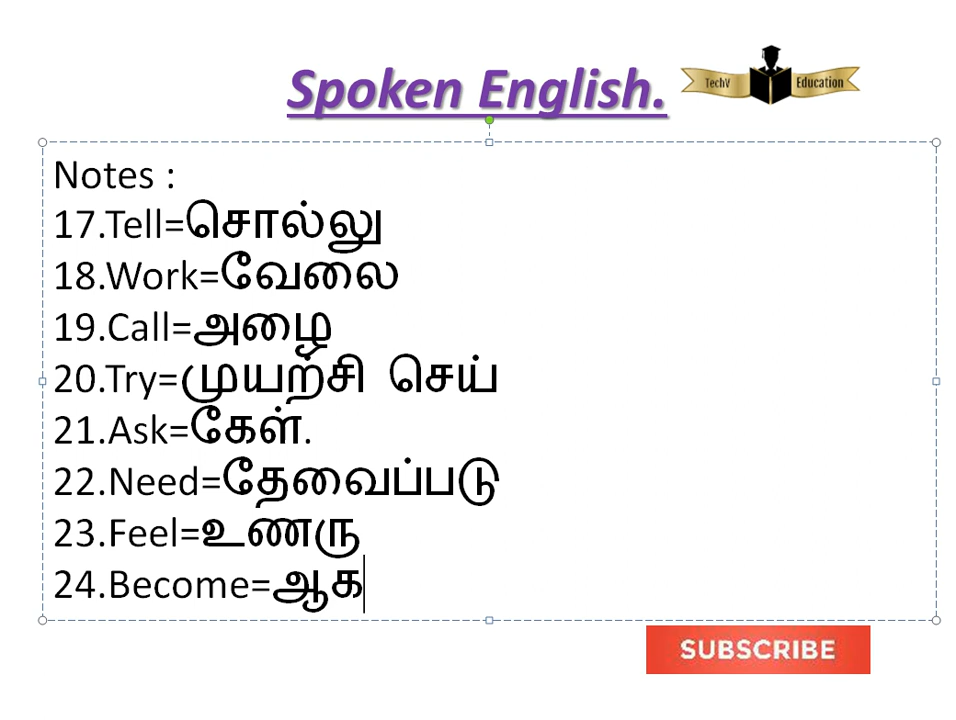 Spoken English.
TechV Education
Notes :
17.Tell=சொல்லு
18.Work=வேலை
19.Call=அழை
20.Try=முயற்சி செய்
21.Ask=கேள்.
22.Need=தேவைப்படு
23.Feel=உணரு
24.Become=ஆக
SUBSCRIBE